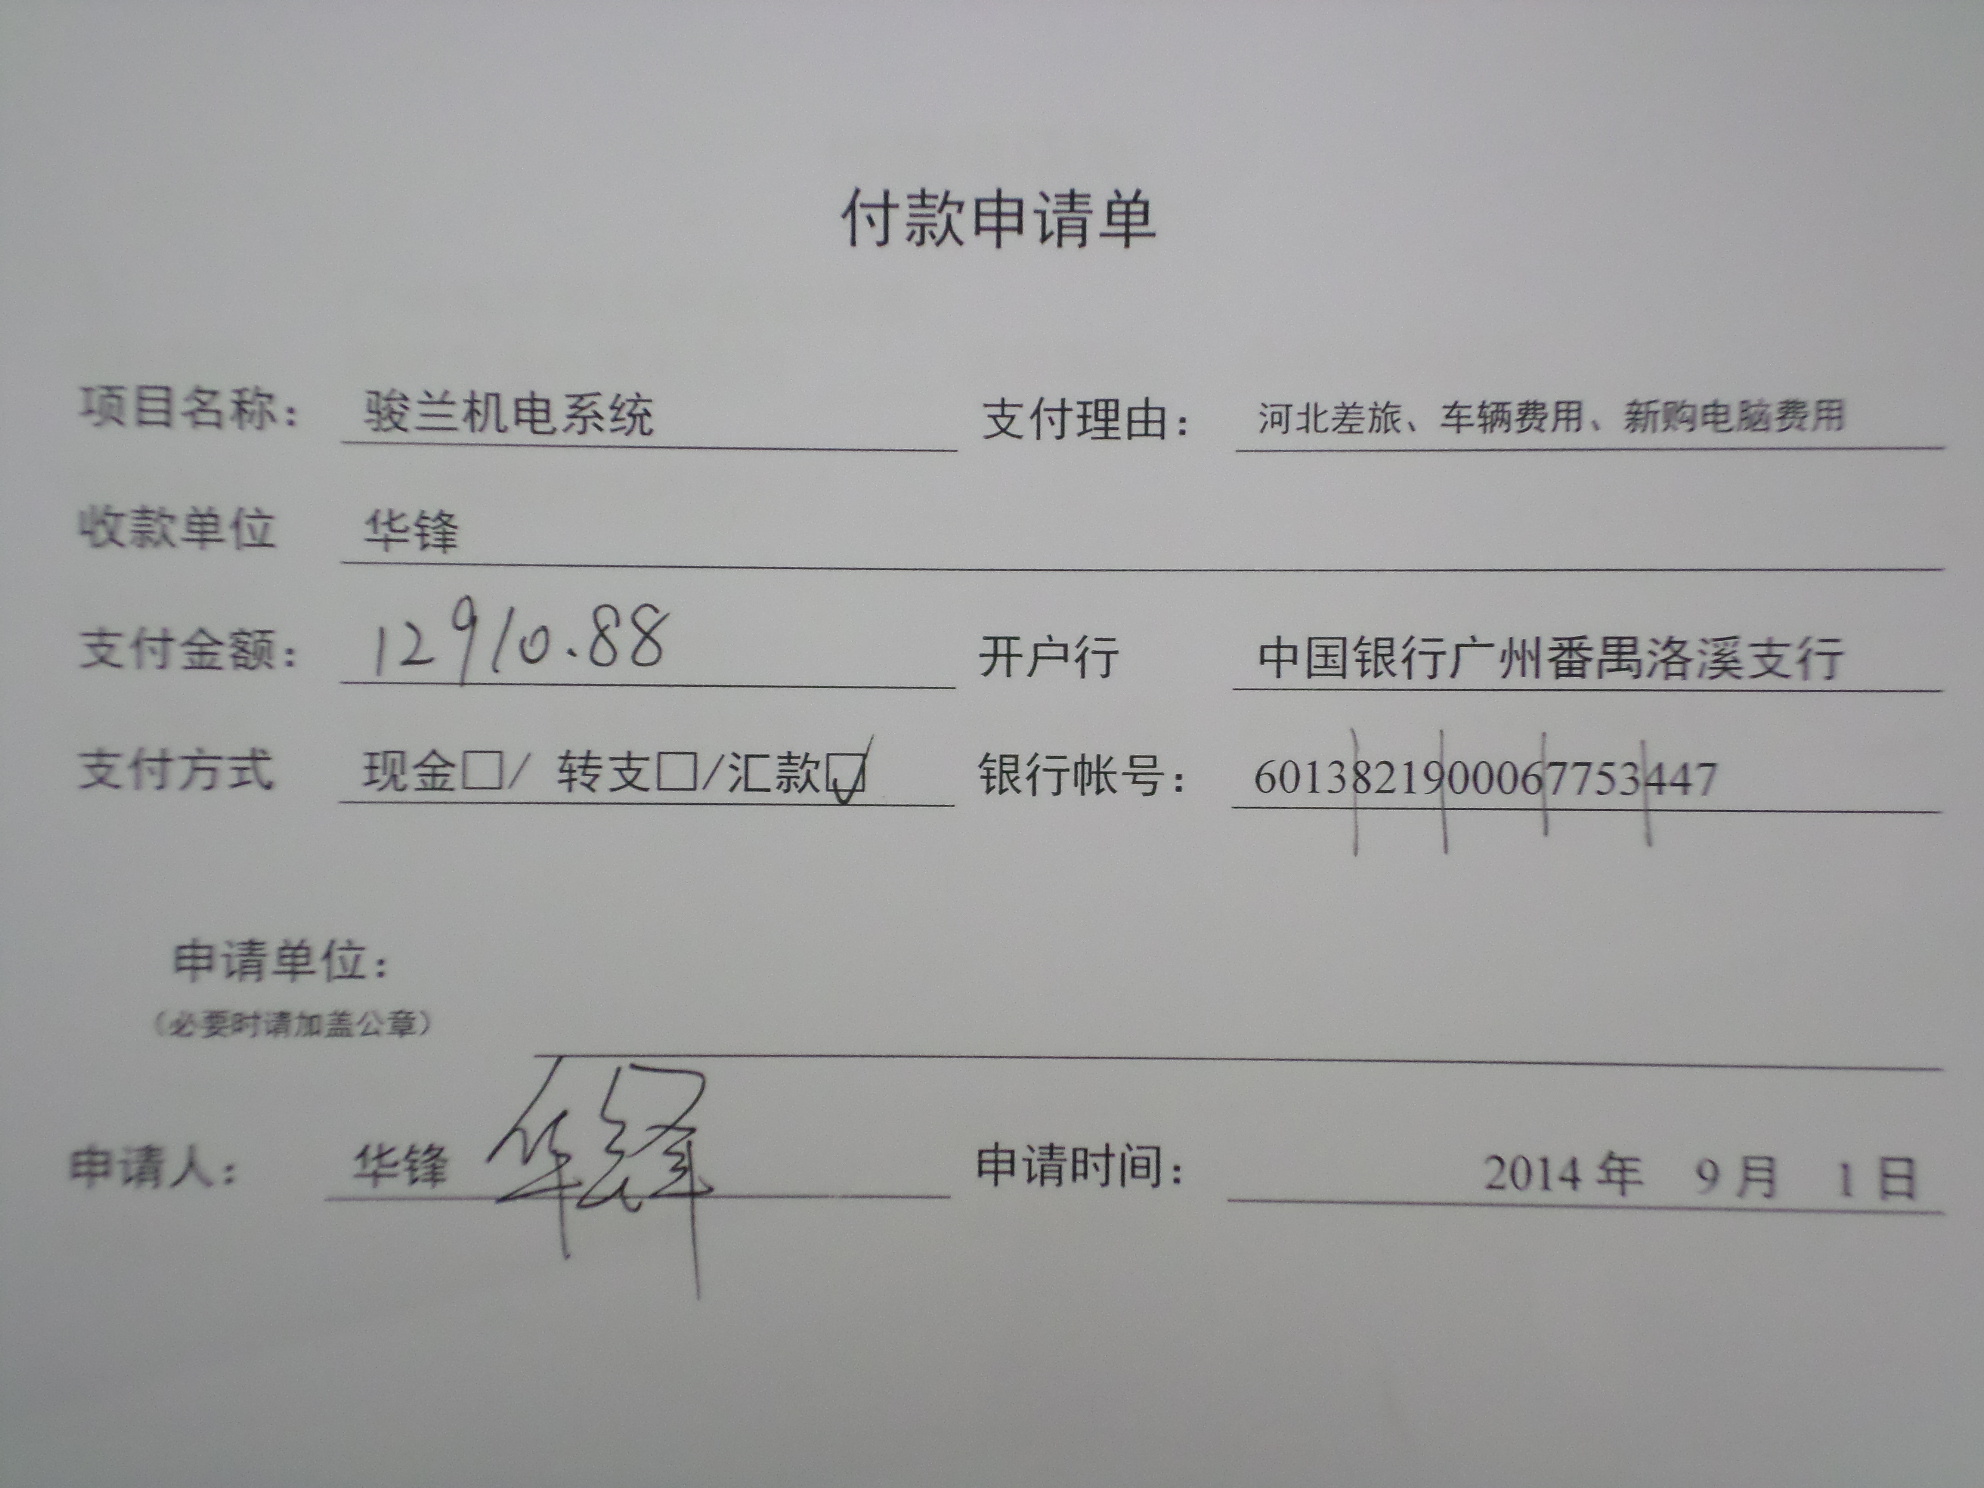 付款申请单
项目名称： 骏兰机电系统 支付理由： 河北差旅、车辆费用、新购电脑费用
收款单位 华锋
支付金额： 12910.88 开户行 中国银行广州番禺洛溪支行
支付方式 现金□/ 转支□/汇款☑ 银行帐号： 6013821900067753447
申请单位：
（必要时请加盖公章）
申请人： 华锋 华锋 申请时间： 2014 年 9 月 1 日